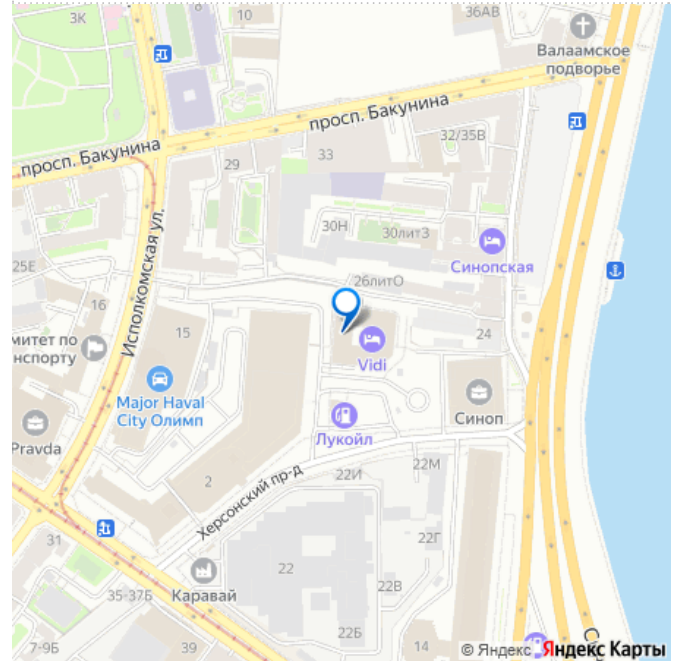 3К
8
10
36АВ
Валаамское
подворье
просп. Бакунина
просп. Бакунина
32/35В
29
33
Исполкомская ул.
30Н
30лит3
Синопская
25Е
26литО
16
15
24
митет по
нспорту
Vidi
Major Haval
City Олимп
Синоп
Pravda
Лукойл
22М
22И
2
Херсонский пр-д
22Г
31
22
Каравай
35-37Б
22В
22Б
7-9Б
39
14
© Яндекс
Яндекс Карты